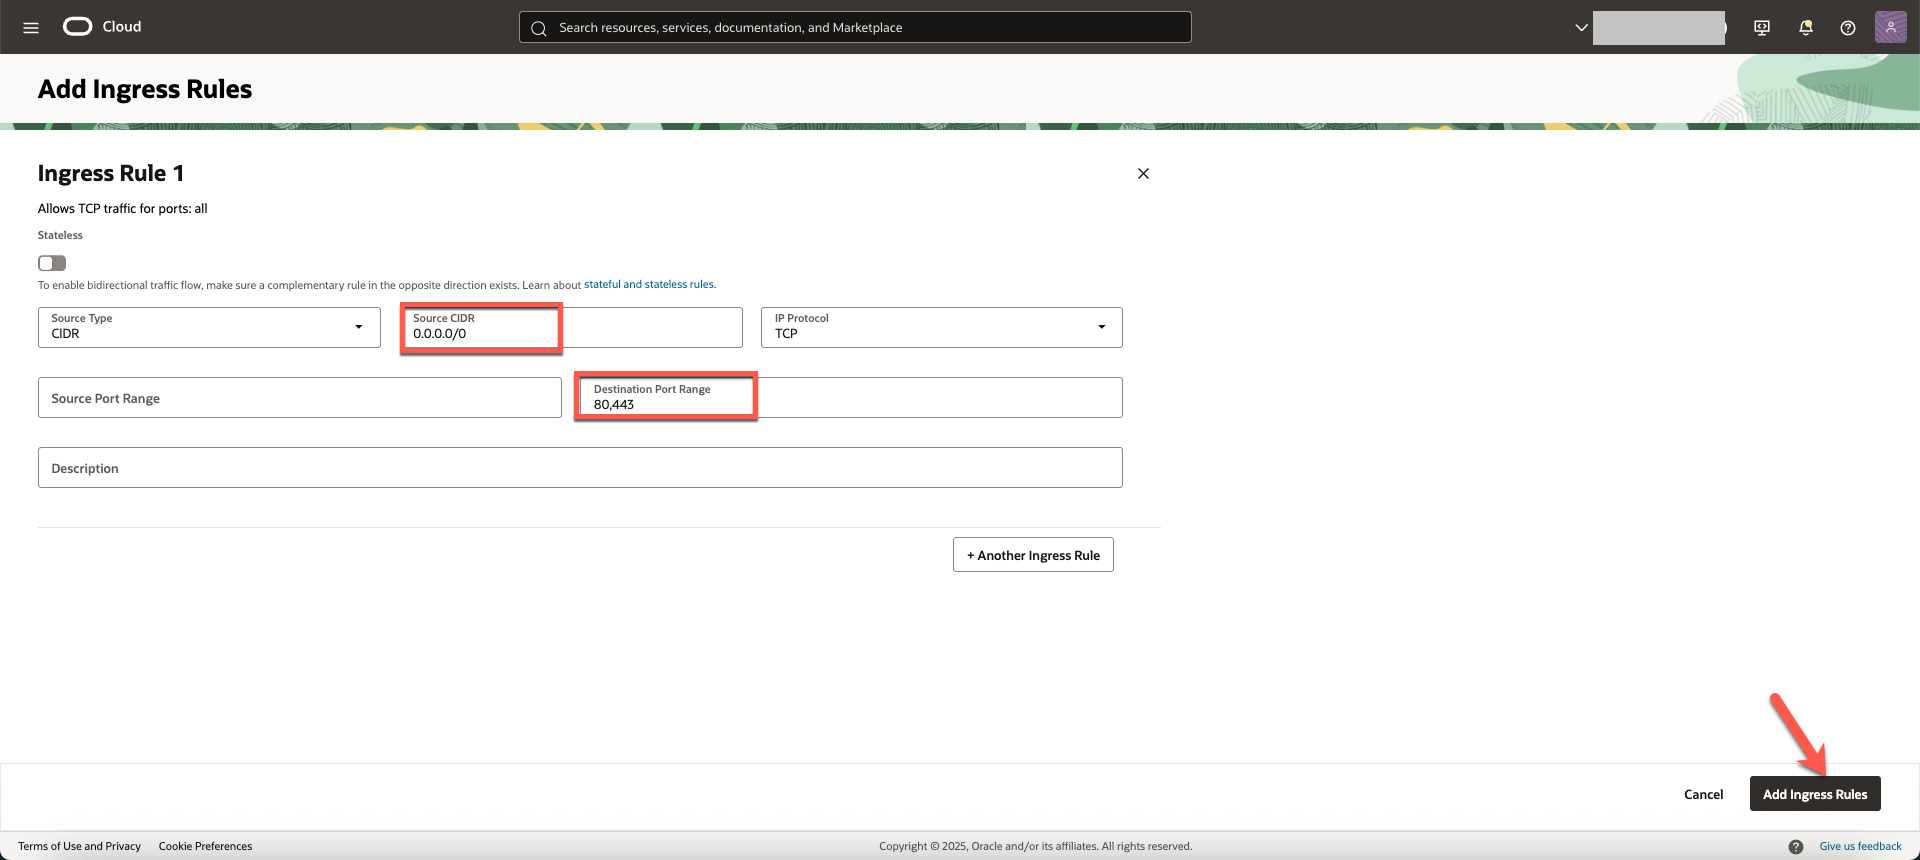 Cloud
Search resources, services, documentation, and Marketplace
Add Ingress Rules
Ingress Rule 1
Allows TCP traffic for ports: all
Stateless
To enable bidirectional traffic flow, make sure a complementary rule in the opposite direction exists. Learn about stateful and stateless rules.
Source Type
CIDR
Source CIDR
0.0.0.0/0
IP Protocol
TCP
Source Port Range
Destination Port Range
80,443
Description
+ Another Ingress Rule
Cancel
Add Ingress Rules
Terms of Use and Privacy
Cookie Preferences
Copyright © 2025, Oracle and/or its affiliates. All rights reserved.
Give us feedback